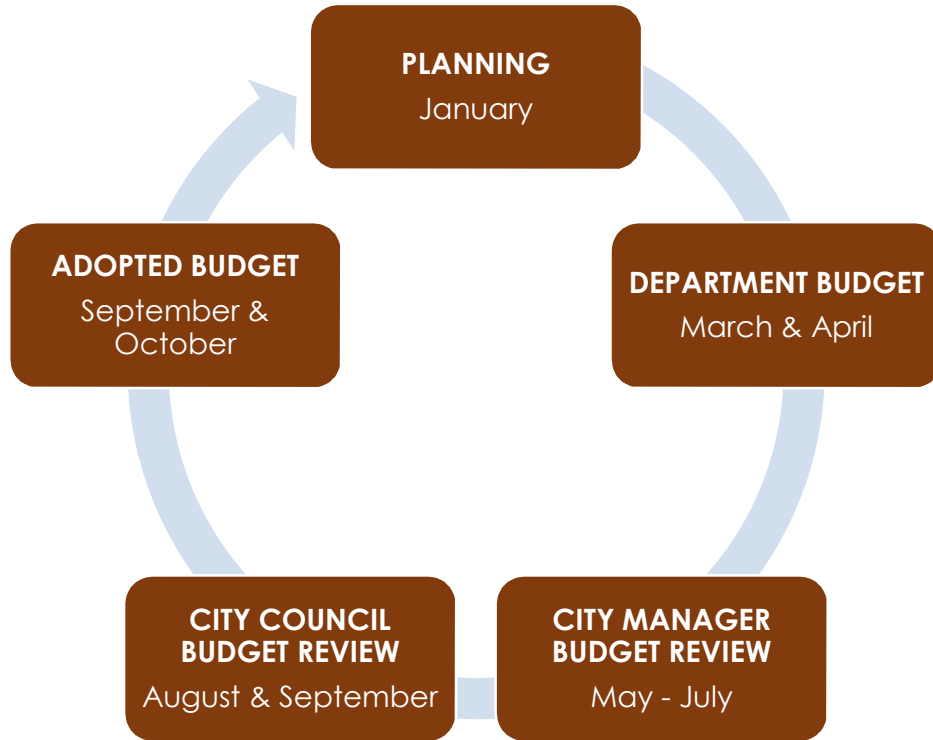 PLANNING
January
DEPARTMENT BUDGET
March & April
CITY MANAGER
BUDGET REVIEW
May - July
CITY COUNCIL
BUDGET REVIEW
August & September
ADOPTED BUDGET
September &
October